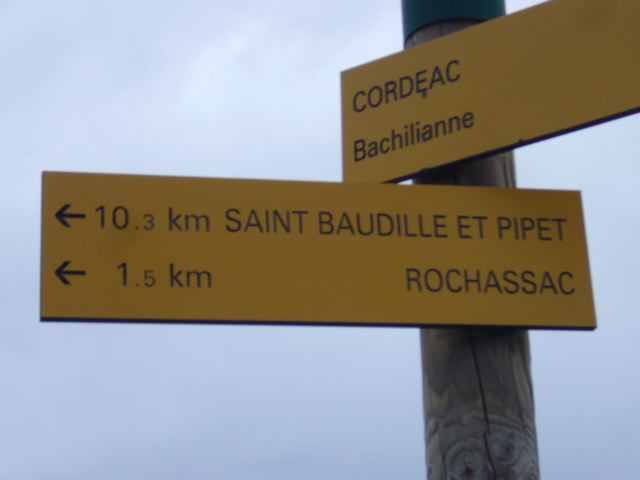 CORDEAC
Bachilianne
← 10.3 km SAINT BAUDILLE ET PIPET
← 1.5 km ROCHASSAC